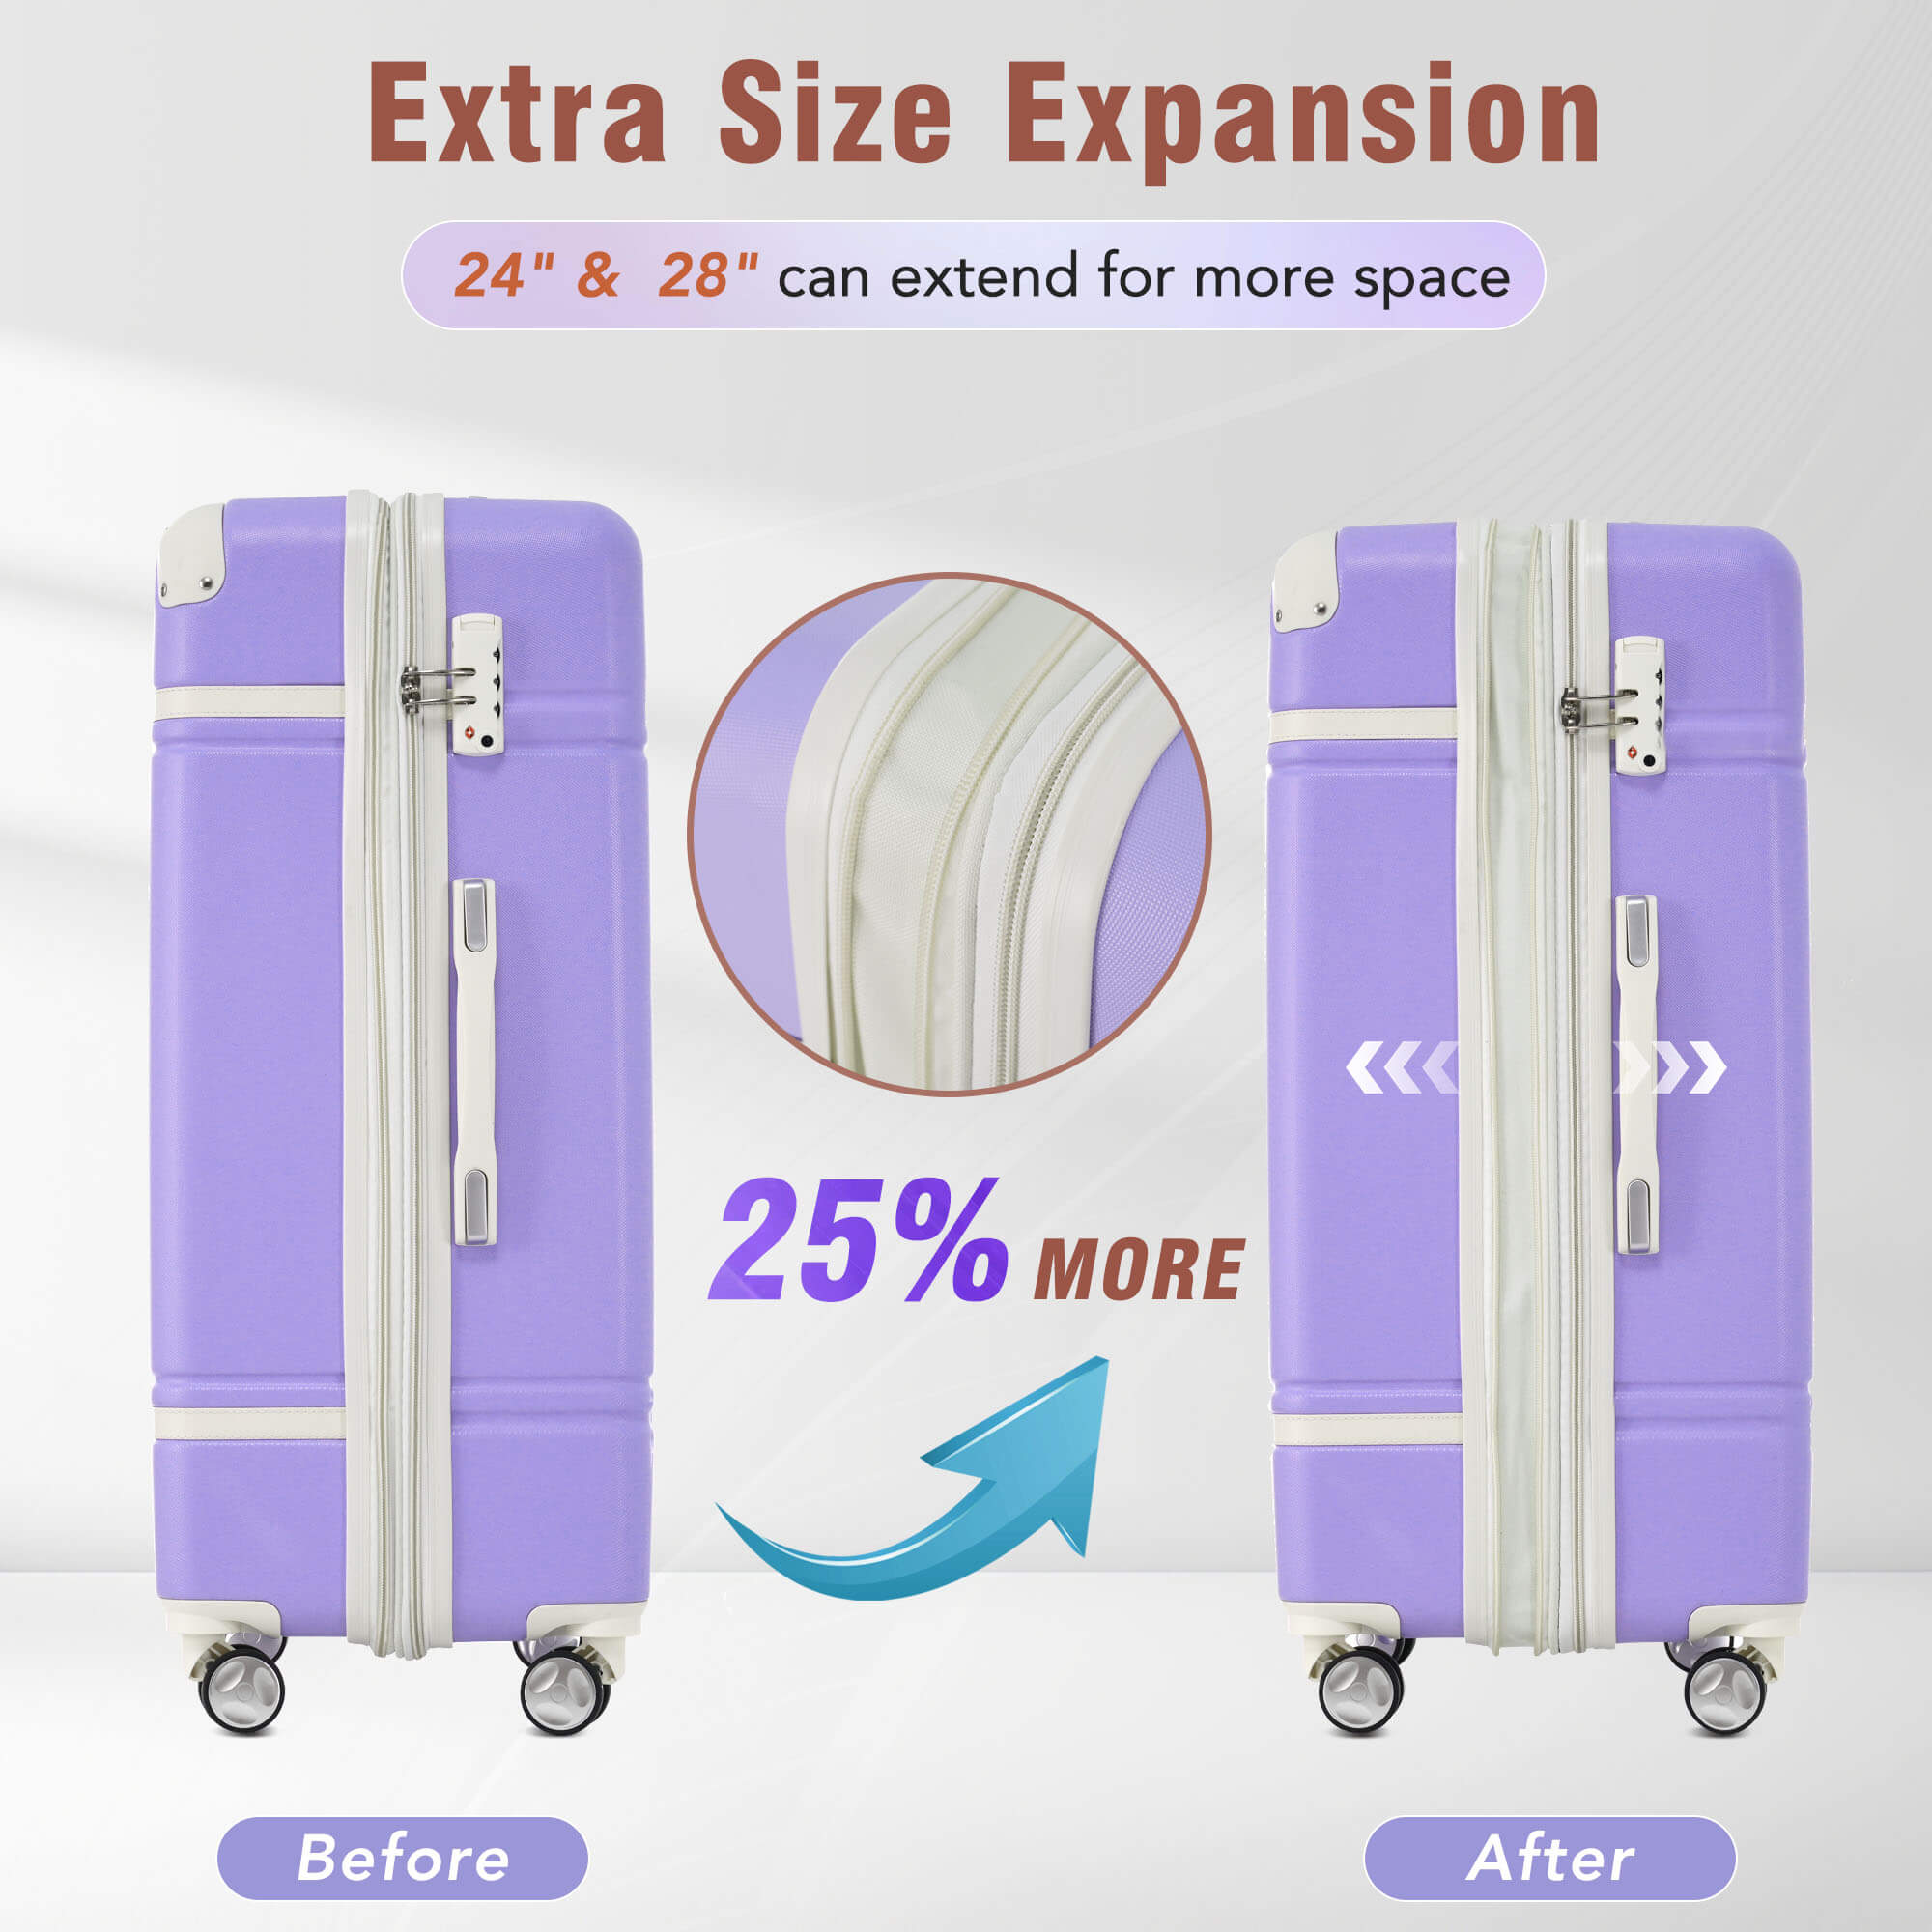 Extra Size Expansion
24" & 28" can extend for more space
25% MORE
Before
After